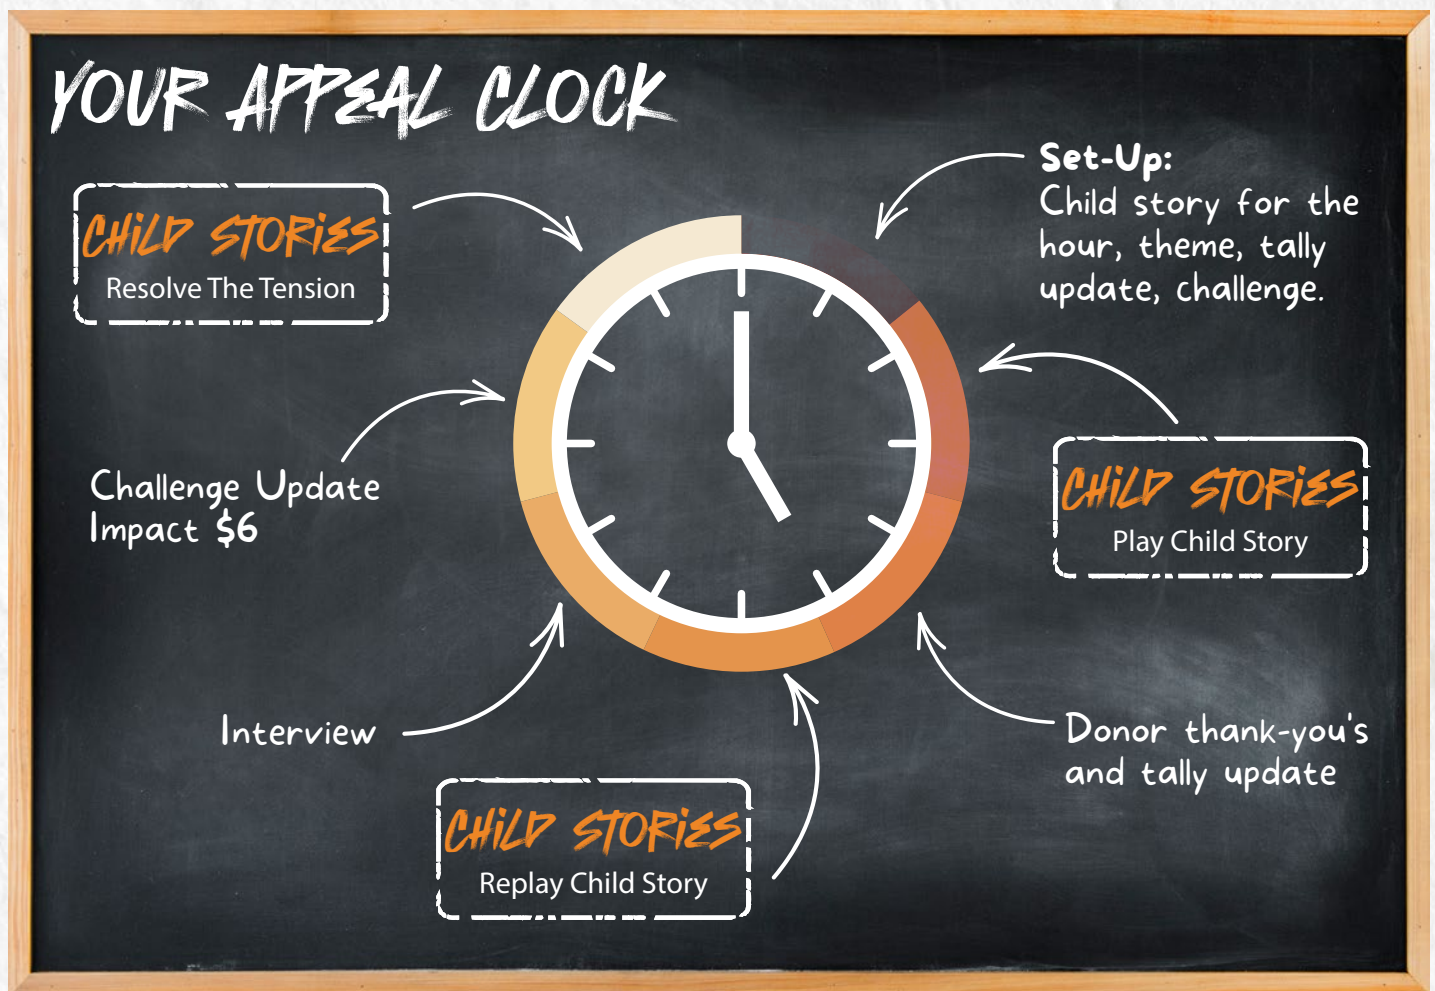 YOUR APPEAL CLOCK
Set-Up:
Child story for the
hour, theme, tally
update, challenge.
CHiLD STORiES
Play Child Story
Donor thank-you's
and tally update
CHiLD STORiES
Replay Child Story
Interview
Challenge Update
Impact $6
CHiLD STORiES
Resolve The Tension